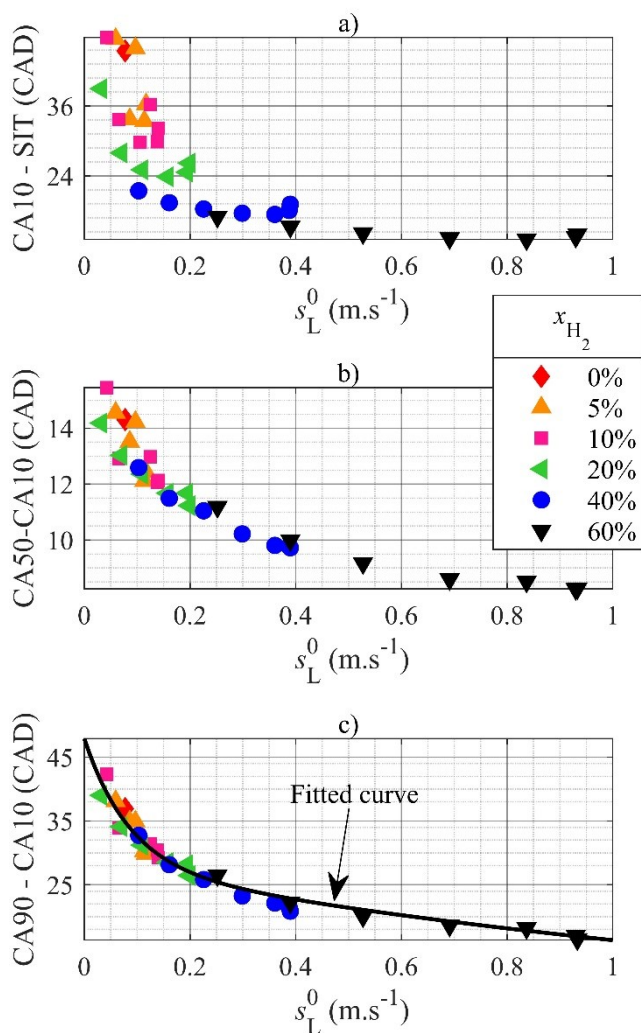 a)
CA10 - SIT (CAD)
36
24
0 0.2 0.4 0.6 0.8 1
s_L^0 (m.s^-1)
x_H2
0%
5%
10%
20%
40%
60%
b)
CA50-CA10 (CAD)
14
12
10
0 0.2 0.4 0.6 0.8 1
s_L^0 (m.s^-1)
c)
CA90 - CA10 (CAD)
45
35
25
Fitted curve
0 0.2 0.4 0.6 0.8 1
s_L^0 (m.s^-1)